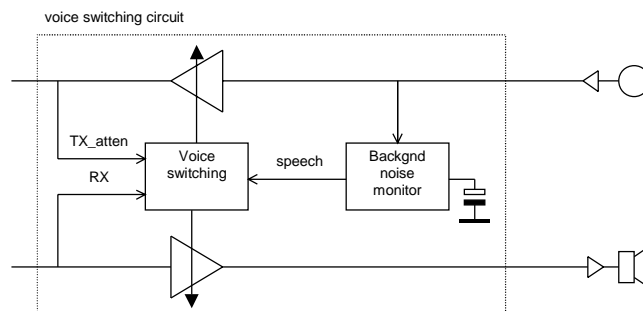 voice switching circuit
TX_atten
RX
Voice
switching
speech
Backgnd
noise
monitor